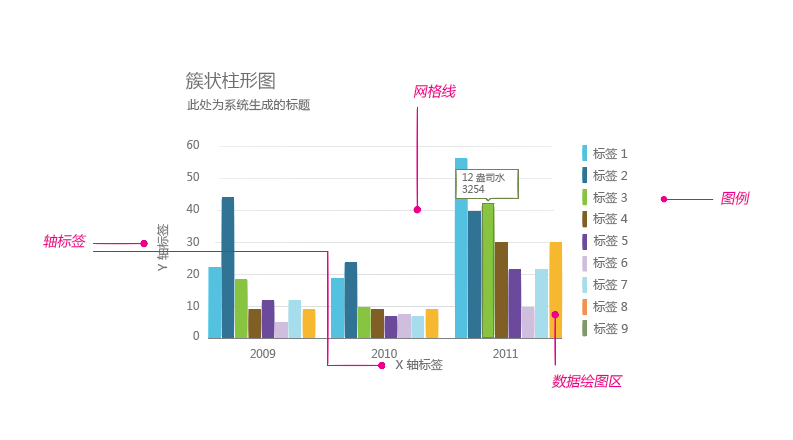 簇状柱形图
此处为系统生成的标题
网格线
60
50
40
30
20
10
0
Y 轴标签
轴标签
12 盎司水
3254
2009
2010
2011
X 轴标签
标签 1
标签 2
标签 3
标签 4
标签 5
标签 6
标签 7
标签 8
标签 9
图例
数据绘图区